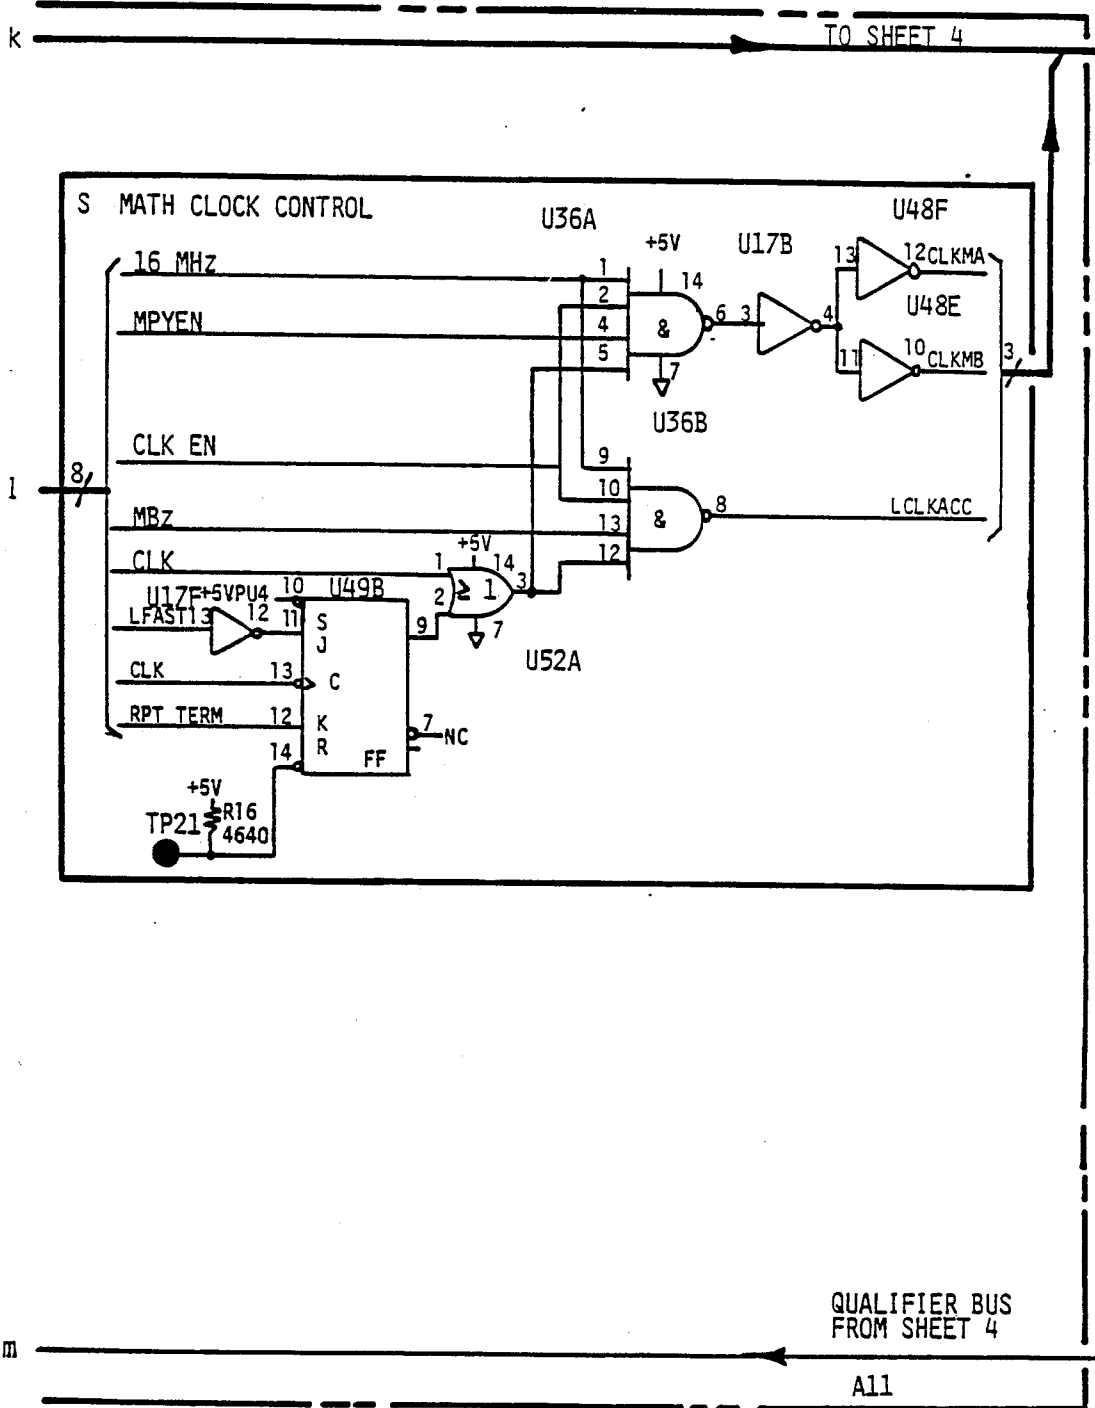 k
TO SHEET 4
S MATH CLOCK CONTROL
U36A
U48F
+5V
U17B
16 MHz
1
14
13
12 CLKMA
2
U48E
MPYEN
4
&
6
3
4
5
11
10 CLKMB
3
7
U36B
CLK EN
9
8
l
10
8
LCLKACC
MBZ
13
&
+5V
12
CLK
1
14
U17F
+5VPU4
10
U49B
≥ 1
3
LFAST
13
12
11
S
2
9
7
J
U52A
CLK
13
C
RPT TERM
12
K
7
NC
14
R
FF
+5V
R16
TP21
4640
QUALIFIER BUS
FROM SHEET 4
m
A11